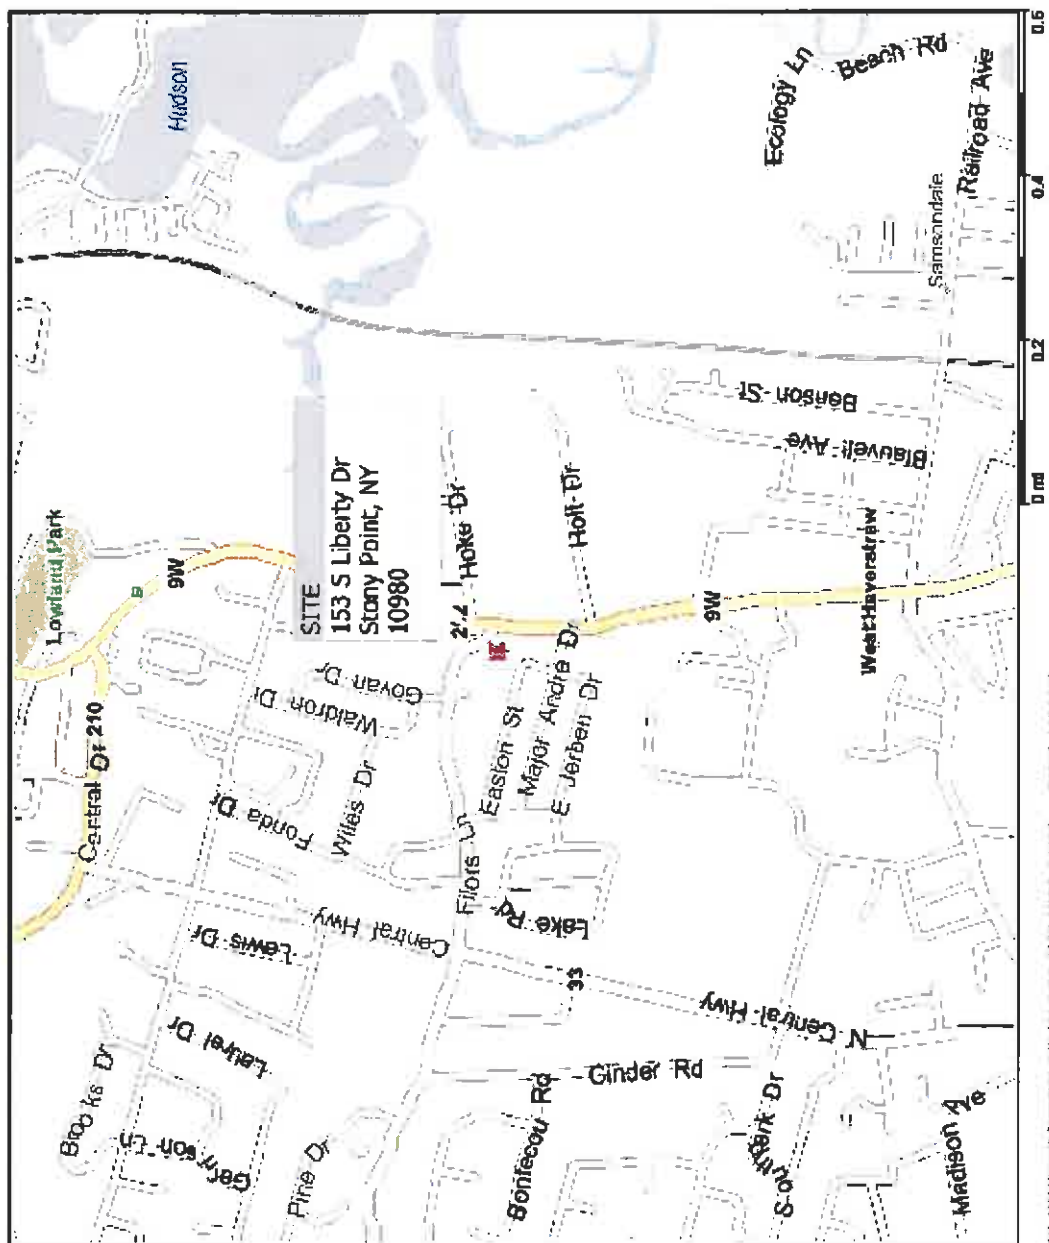 Hudson
Lowland Park
9W
Central Dr 210
SITE
153 S Liberty Dr
Stony Point, NY
10980
Hoke Dr
Holt Dr
Ecology Ln
Beach Rd
Railroad Ave
Samsondale
Benson St
Blauvelt Ave
Govan Dr
Waldron Dr
Wiles Dr
Fonda Dr
Filors Ln
Easton St
Major Andre Dr
E Jerben Dr
9W
West Haverstraw
Lake Rd
Central Hwy
Lewis Dr
33
N Central Hwy
Laurel Dr
Brooks Dr
Garrison Ln
Pine Dr
Bontecou Rd
Ginder Rd
South Park Dr
Madison
0 mi
0.2
0.4
0.6